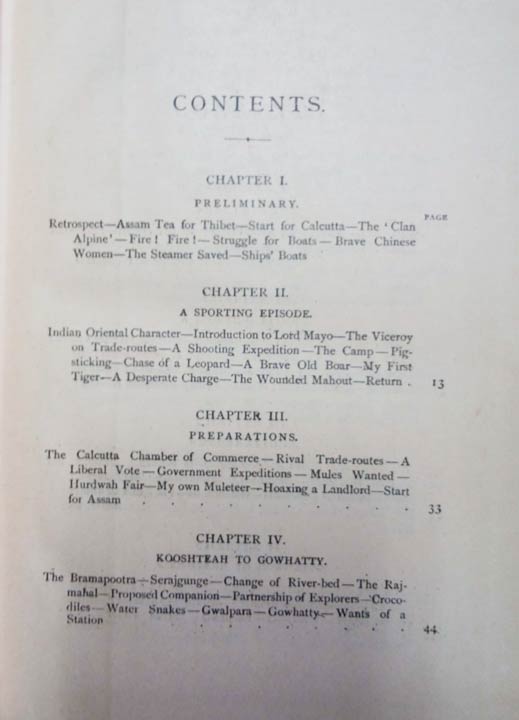 CONTENTS.
CHAPTER I.
PRELIMINARY.
PAGE
Retrospect—Assam Tea for Thibet—Start for Calcutta—The ‘Clan
Alpine’—Fire! Fire!—Struggle for Boats—Brave Chinese
Women—The Steamer Saved—Ships’ Boats
CHAPTER II.
A SPORTING EPISODE.
Indian Oriental Character—Introduction to Lord Mayo—The Viceroy
on Trade-routes—A Shooting Expedition—The Camp—Pig-
sticking—Chase of a Leopard—A Brave Old Boar—My First
Tiger—A Desperate Charge—The Wounded Mahout—Return . 13
CHAPTER III.
PREPARATIONS.
The Calcutta Chamber of Commerce—Rival Trade-routes—A
Liberal Vote—Government Expeditions—Mules Wanted—
Hurdwah Fair—My own Muleteer—Hoaxing a Landlord—Start
for Assam . . . . . . . . 33
CHAPTER IV.
KOOSHTEAH TO GOWHATTY.
The Bramapootra—Serajgunge—Change of River-bed—The Raj-
mahal—Proposed Companion—Partnership of Explorers—Croco-
diles—Water Snakes—Gwalpara—Gowhatty—Wants of a
Station . . . . . . . . 44